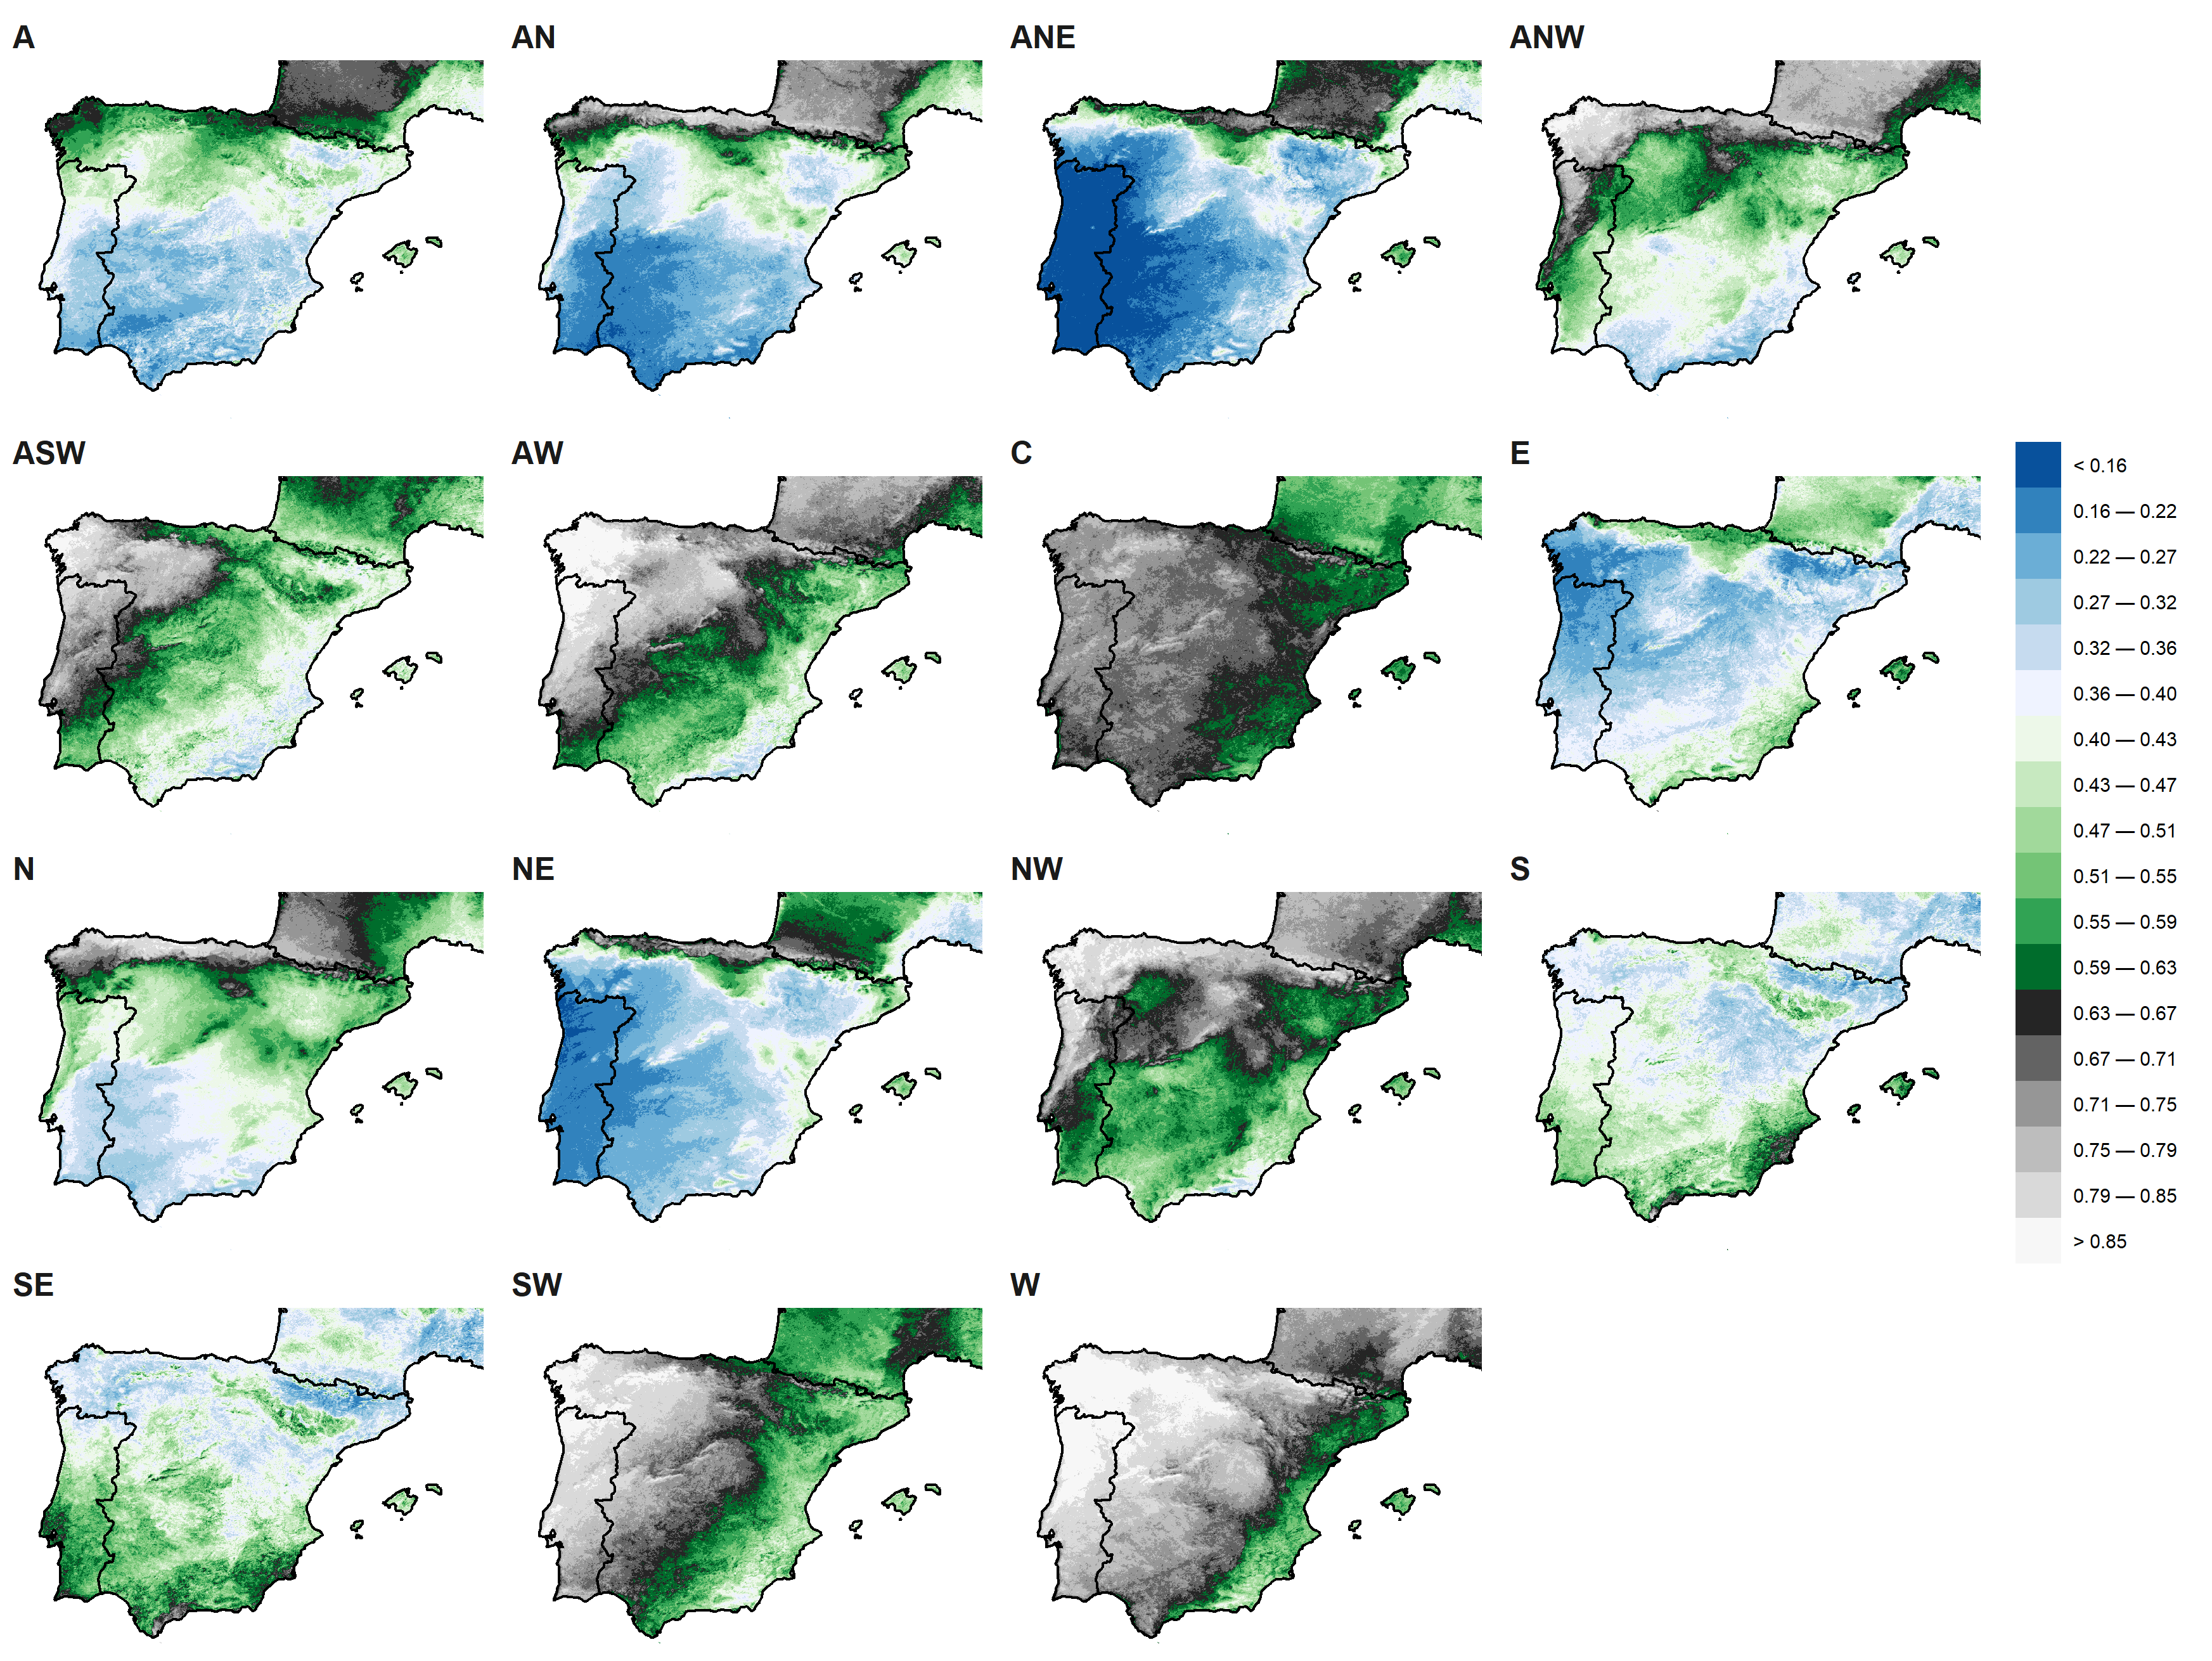 A
AN
ANE
ANW
ASW
AW
C
E
N
NE
NW
S
SE
SW
W
< 0.16
0.16 — 0.22
0.22 — 0.27
0.27 — 0.32
0.32 — 0.36
0.36 — 0.40
0.40 — 0.43
0.43 — 0.47
0.47 — 0.51
0.51 — 0.55
0.55 — 0.59
0.59 — 0.63
0.63 — 0.67
0.67 — 0.71
0.71 — 0.75
0.75 — 0.79
0.79 — 0.85
> 0.85